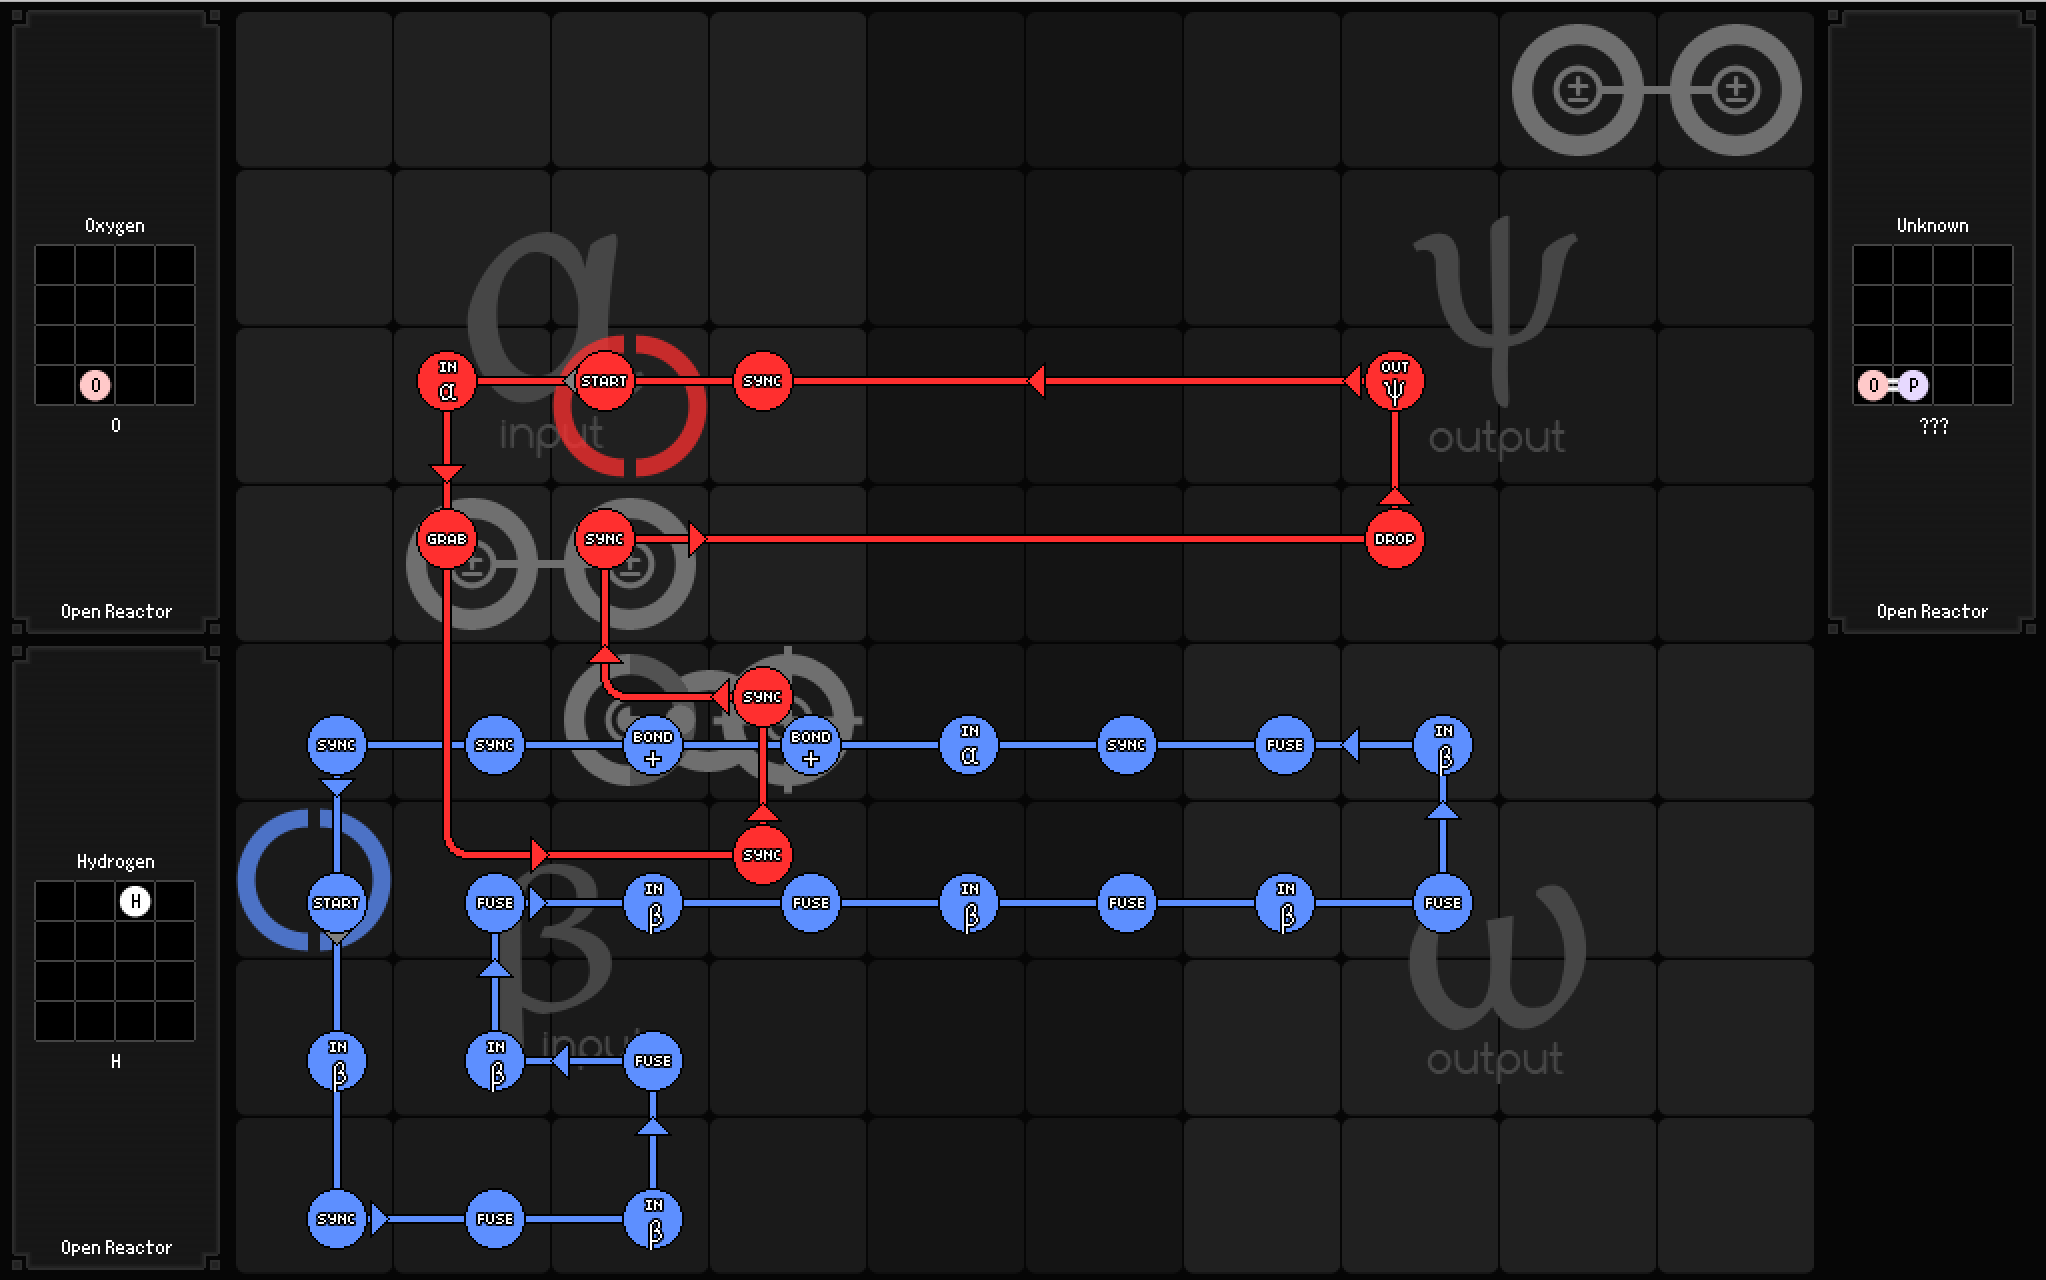 Oxygen
O
O
Open Reactor
Hydrogen
H
H
Open Reactor
α
input
ψ
output
IN α
START
SYNC
OUT ψ
GRAB
SYNC
DROP
SYNC
SYNC
SYNC
BOND +
BOND +
IN α
SYNC
FUSE
IN β
SYNC
START
FUSE
IN β
FUSE
IN β
FUSE
IN β
FUSE
β
input
ω
output
IN β
IN β
FUSE
SYNC
FUSE
IN β
Unknown
O=P
???
Open Reactor